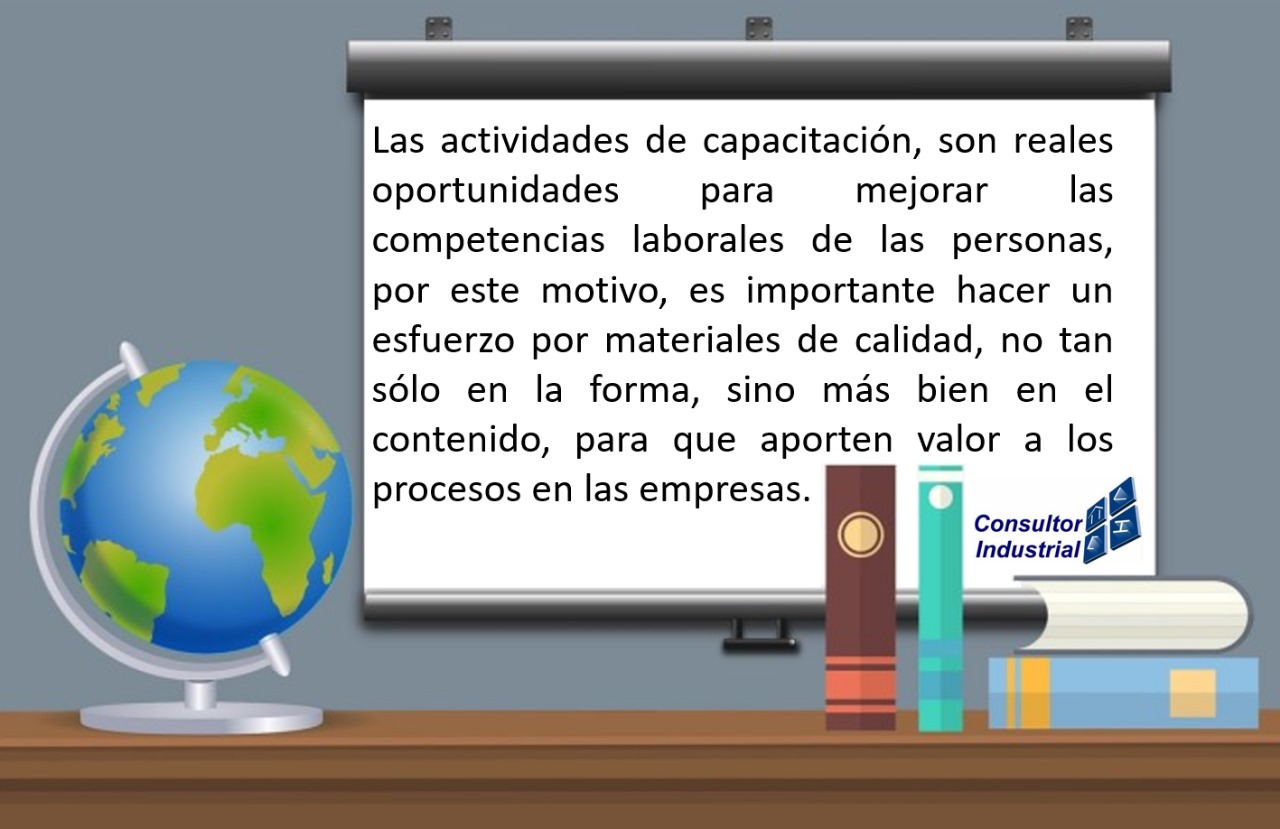 Las actividades de capacitación, son reales
oportunidades para mejorar las
competencias laborales de las personas,
por este motivo, es importante hacer un
esfuerzo por materiales de calidad, no tan
sólo en la forma, sino más bien en el
contenido, para que aporten valor a los
procesos en las empresas.
Consultor
Industrial